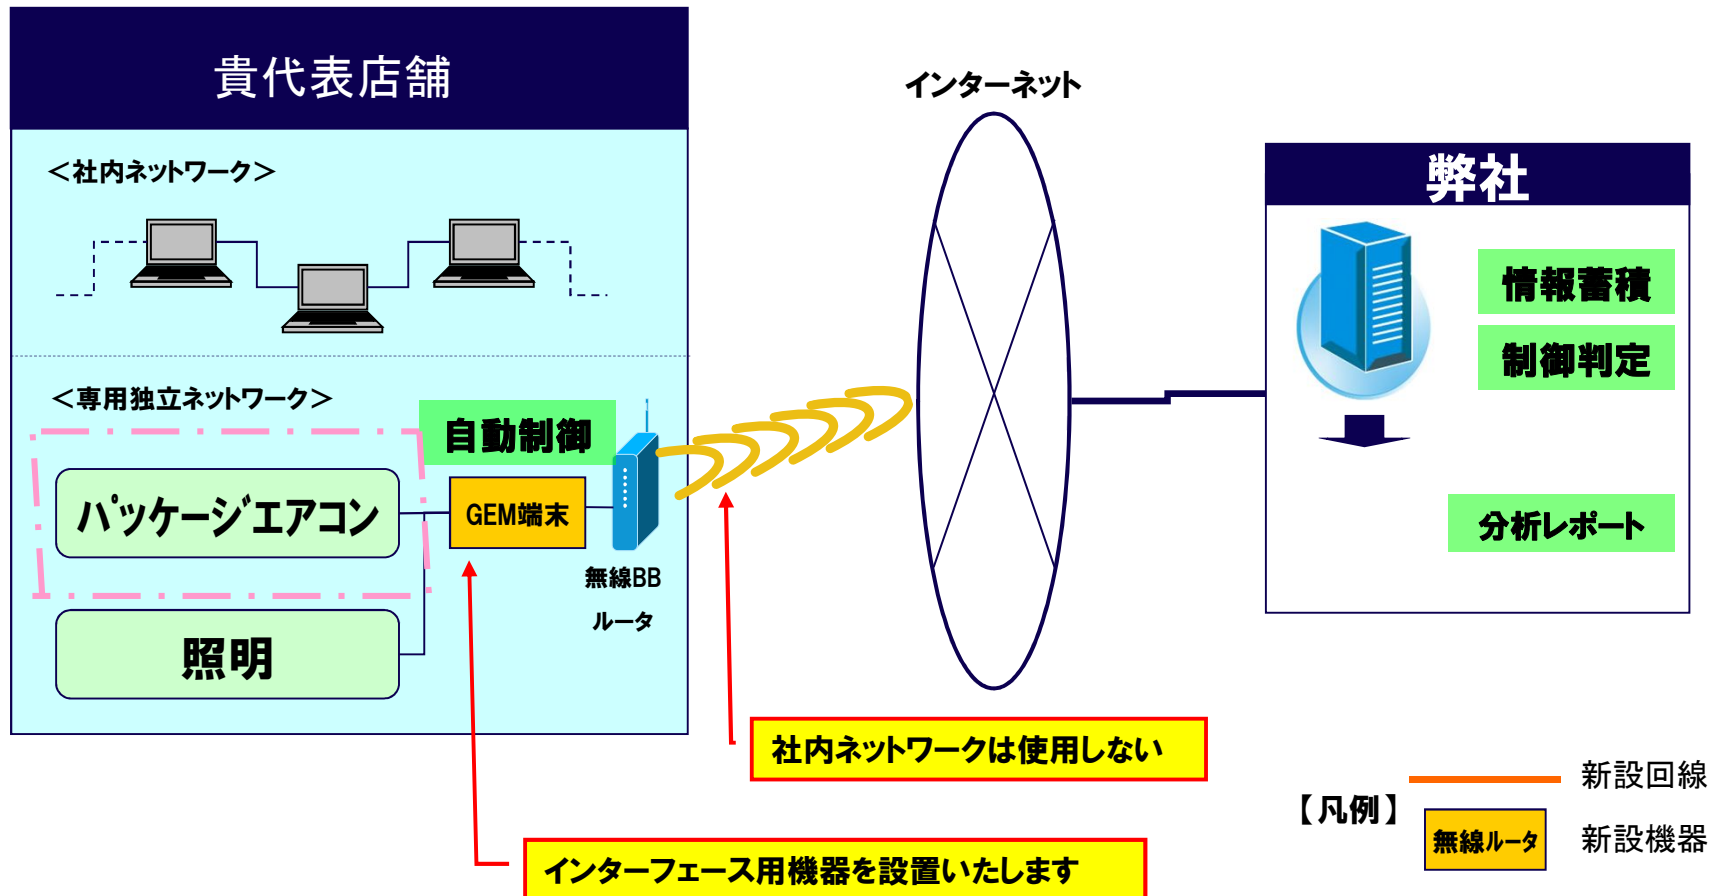 貴代表店舗
＜社内ネットワーク＞
＜専用独立ネットワーク＞
自動制御
パッケージエアコン
GEM端末
無線BB
ルータ
照明
インターネット
弊社
情報蓄積
制御判定
分析レポート
社内ネットワークは使用しない
インターフェース用機器を設置いたします
【凡例】
新設回線
無線ルータ
新設機器